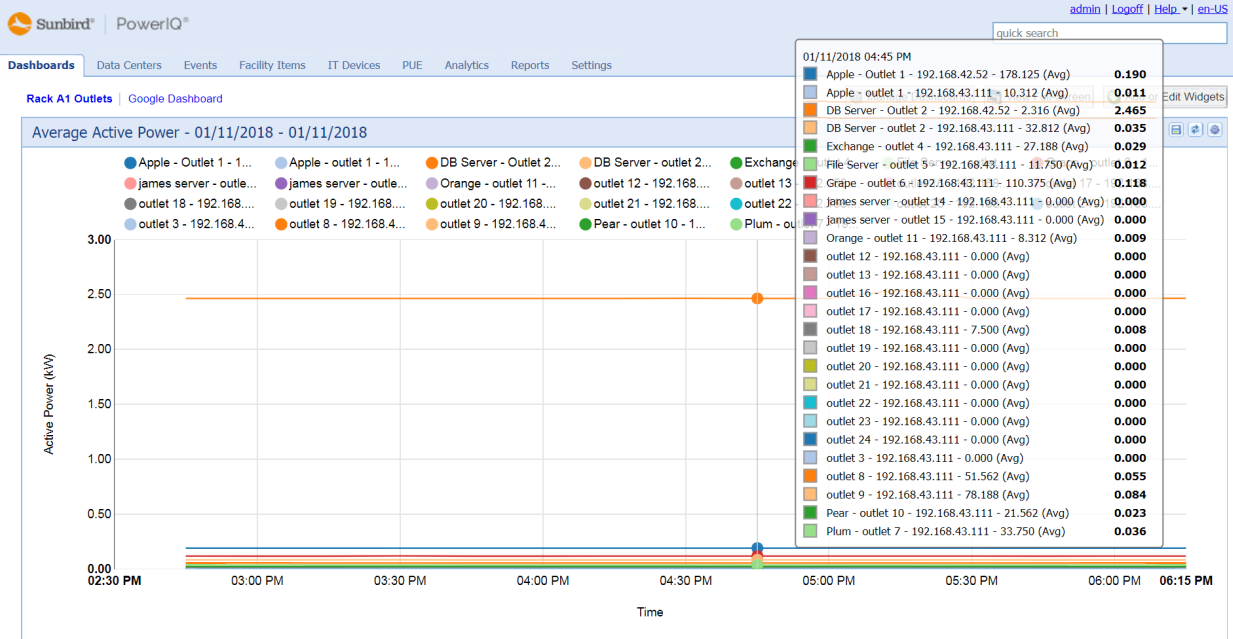 admin | Logoff | Help | en-US
Sunbird® PowerIQ®
quick search
Dashboards Data Centers Events Facility Items IT Devices PUE Analytics Reports Settings
Rack A1 Outlets | Google Dashboard
Edit Widgets
Average Active Power - 01/11/2018 - 01/11/2018
Apple - Outlet 1 - 1... Apple - outlet 1 - 1... DB Server - Outlet 2... DB Server - outlet 2... Exchange
james server - outle... james server - outle... Orange - outlet 11 -... outlet 12 - 192.168.... outlet 13
outlet 18 - 192.168.... outlet 19 - 192.168.... outlet 20 - 192.168.... outlet 21 - 192.168.... outlet 22
outlet 3 - 192.168.4... outlet 8 - 192.168.4... outlet 9 - 192.168.4... Pear - outlet 10 - 1... Plum - outlet 7
01/11/2018 04:45 PM
Apple - Outlet 1 - 192.168.42.52 - 178.125 (Avg) 0.190
Apple - outlet 1 - 192.168.43.111 - 10.312 (Avg) 0.011
DB Server - Outlet 2 - 192.168.42.52 - 2.316 (Avg) 2.465
DB Server - outlet 2 - 192.168.43.111 - 32.812 (Avg) 0.035
Exchange - outlet 4 - 192.168.43.111 - 27.188 (Avg) 0.029
File Server - outlet 5 - 192.168.43.111 - 11.750 (Avg) 0.012
Grape - outlet 6 - 192.168.43.111 - 110.375 (Avg) 0.118
james server - outlet 14 - 192.168.43.111 - 0.000 (Avg) 0.000
james server - outlet 15 - 192.168.43.111 - 0.000 (Avg) 0.000
Orange - outlet 11 - 192.168.43.111 - 8.312 (Avg) 0.009
outlet 12 - 192.168.43.111 - 0.000 (Avg) 0.000
outlet 13 - 192.168.43.111 - 0.000 (Avg) 0.000
outlet 16 - 192.168.43.111 - 0.000 (Avg) 0.000
outlet 17 - 192.168.43.111 - 0.000 (Avg) 0.000
outlet 18 - 192.168.43.111 - 7.500 (Avg) 0.008
outlet 19 - 192.168.43.111 - 0.000 (Avg) 0.000
outlet 20 - 192.168.43.111 - 0.000 (Avg) 0.000
outlet 21 - 192.168.43.111 - 0.000 (Avg) 0.000
outlet 22 - 192.168.43.111 - 0.000 (Avg) 0.000
outlet 23 - 192.168.43.111 - 0.000 (Avg) 0.000
outlet 24 - 192.168.43.111 - 0.000 (Avg) 0.000
outlet 3 - 192.168.43.111 - 0.000 (Avg) 0.000
outlet 8 - 192.168.43.111 - 51.562 (Avg) 0.055
outlet 9 - 192.168.43.111 - 78.188 (Avg) 0.084
Pear - outlet 10 - 192.168.43.111 - 21.562 (Avg) 0.023
Plum - outlet 7 - 192.168.43.111 - 33.750 (Avg) 0.036
3.00
2.50
2.00
1.50
1.00
0.50
0.00
Active Power (kW)
02:30 PM 03:00 PM 03:30 PM 04:00 PM 04:30 PM 05:00 PM 05:30 PM 06:00 PM 06:15 PM
Time